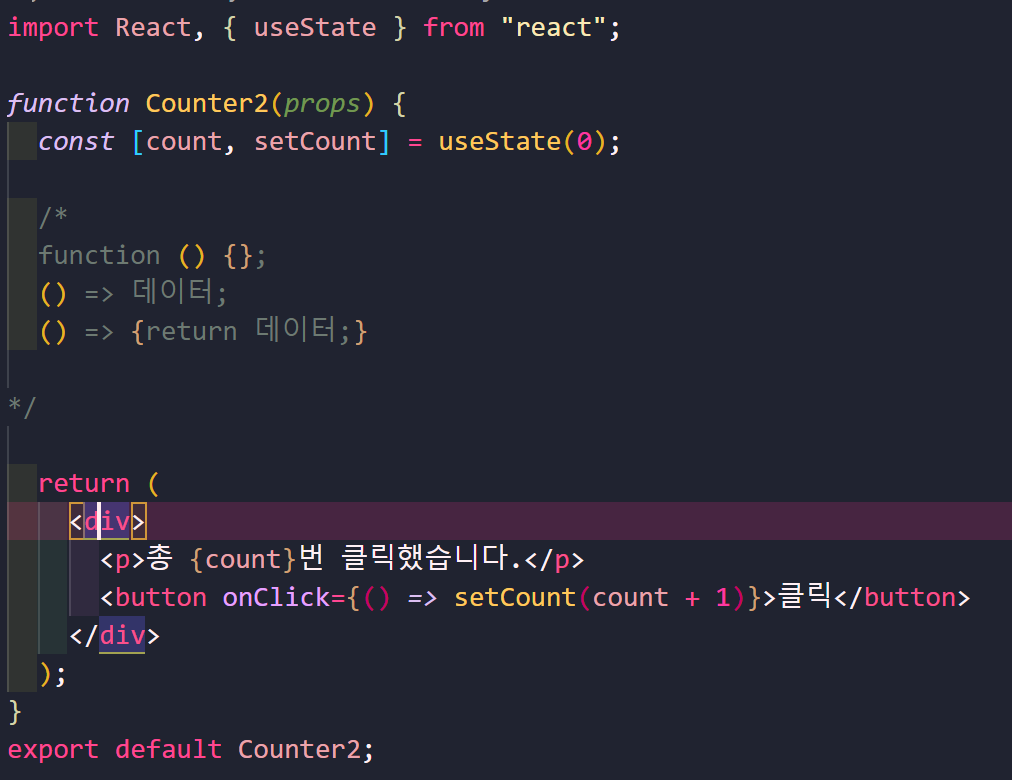 import React, { useState } from "react";
function Counter2(props) {
const [count, setCount] = useState(0);
/*
function () {};
() => 데이터;
() => {return 데이터;}
*/
return (
<div>
<p>총 {count}번 클릭했습니다.</p>
<button onClick={() => setCount(count + 1)}>클릭</button>
</div>
);
}
export default Counter2;